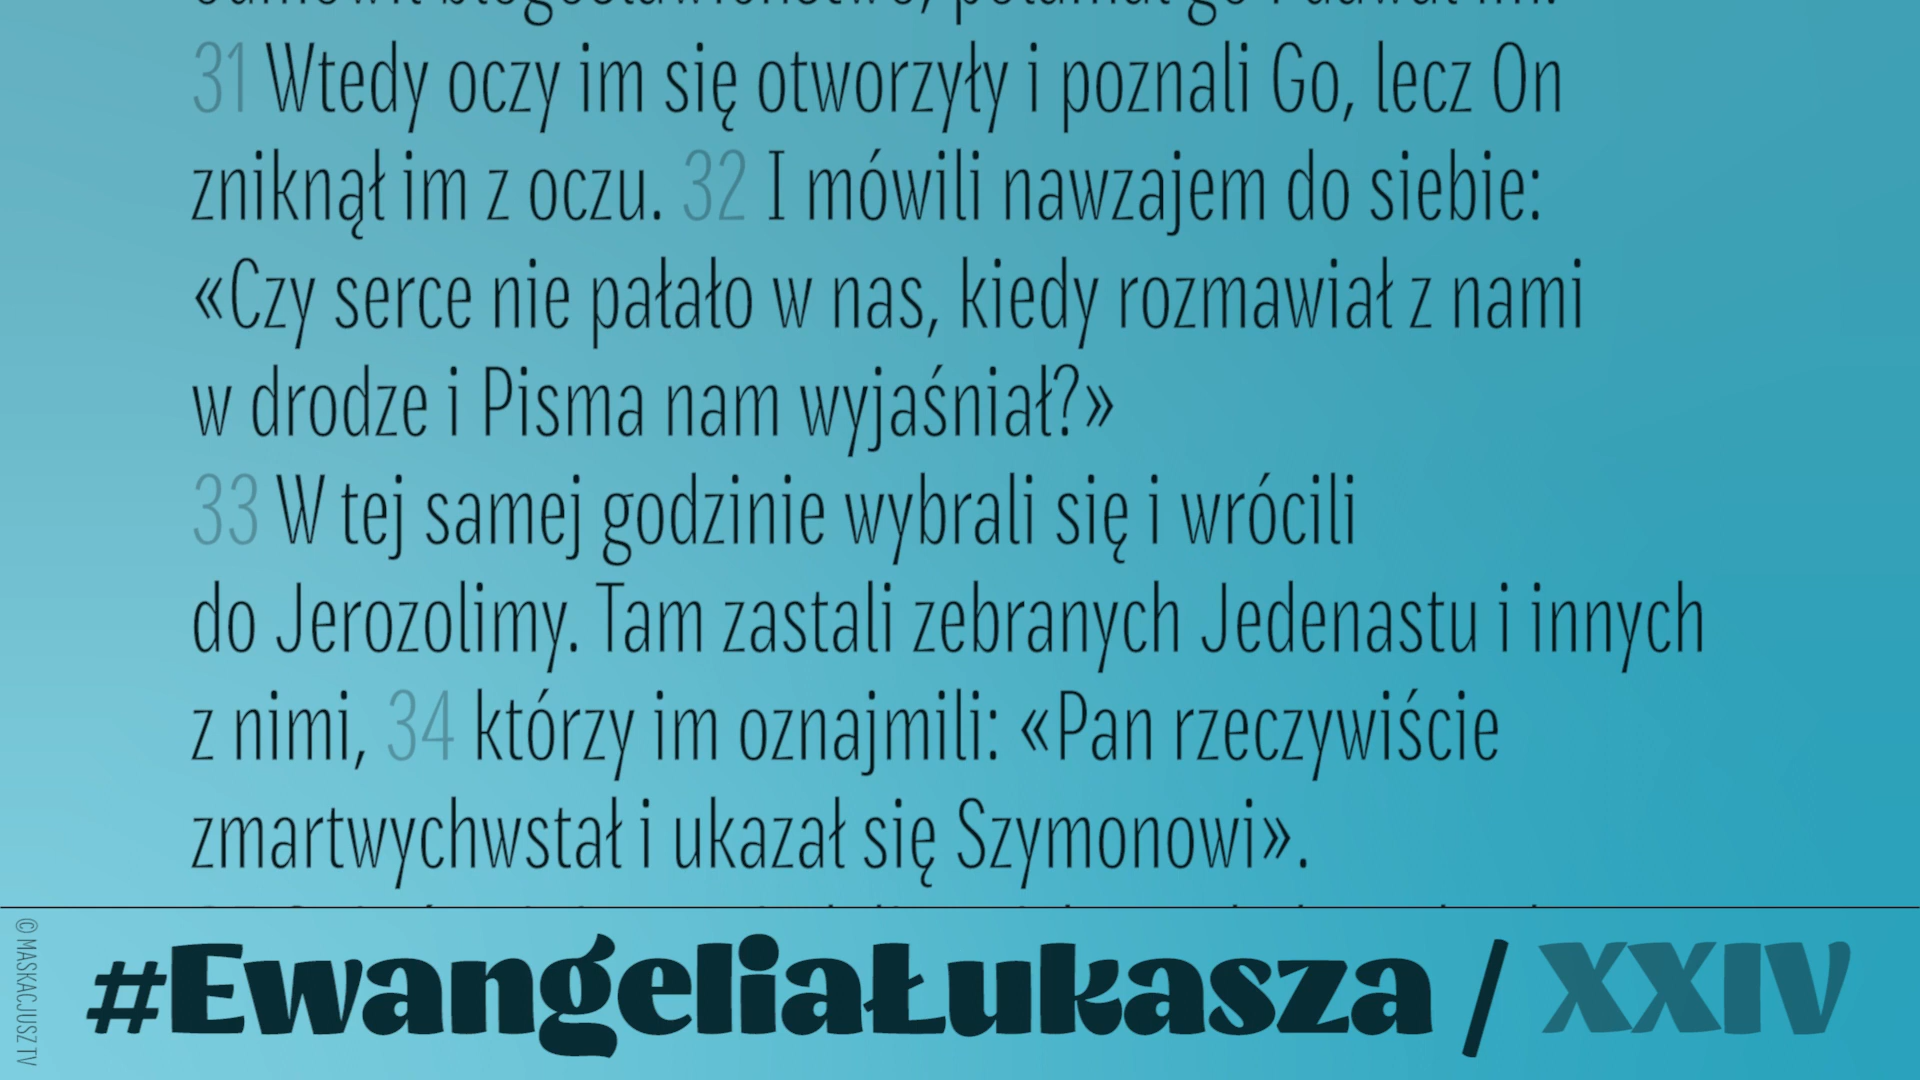 31 Wtedy oczy im się otworzyły i poznali Go, lecz On
zniknął im z oczu. 32 I mówili nawzajem do siebie:
«Czy serce nie pałało w nas, kiedy rozmawiał z nami
w drodze i Pisma nam wyjaśniał?»
33 W tej samej godzinie wybrali się i wrócili
do Jerozolimy. Tam zastali zebranych Jedenastu i innych
z nimi, 34 którzy im oznajmili: «Pan rzeczywiście
zmartwychwstał i ukazał się Szymonowi».
#EwangeliaŁukasza / XXIV
© MASKACJUSZ TV